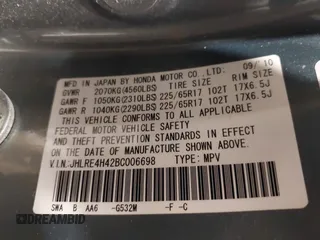 MFD. IN JAPAN BY HONDA MOTOR CO., LTD. 09/10
GVWR 2070KG(4560LBS TIRE SIZE RIM SIZE
GAWR F 1050KG(2310LBS 225/65R17 102T 17X6.5J
GAWR R 1040KG(2290LBS 225/65R17 102T 17X6.5J
THIS VEHICLE CONFORMS TO ALL APPLICABLE
FEDERAL MOTOR VEHICLE SAFETY
AND THEFT PREVENTION STANDARDS IN EFFECT
ON THE DATE OF MANUFACTURE SHOWN ABOVE.
V.I.N. JHLRE4H42BC006698 TYPE: MPV
SWA B AA6 -G532M -F -C
DREAMBID